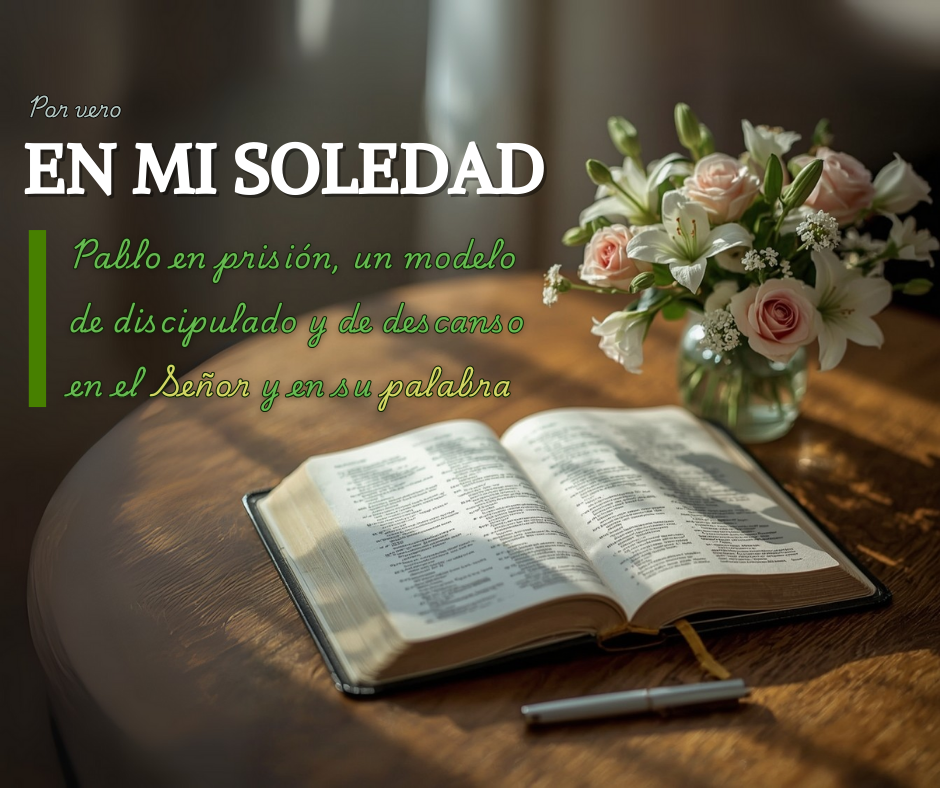 Por vero
EN MI SOLEDAD
Pablo en prisión, un modelo
de discipulado y de descanso
en el Señor y en su palabra